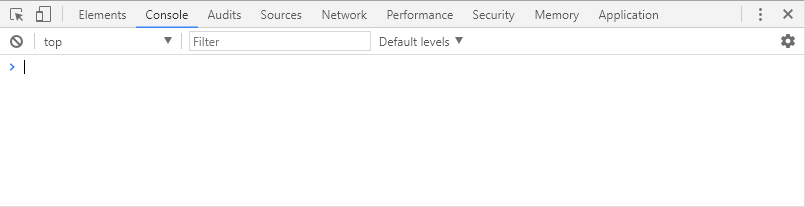 Elements Console Audits Sources Network Performance Security Memory Application
top Filter Default levels